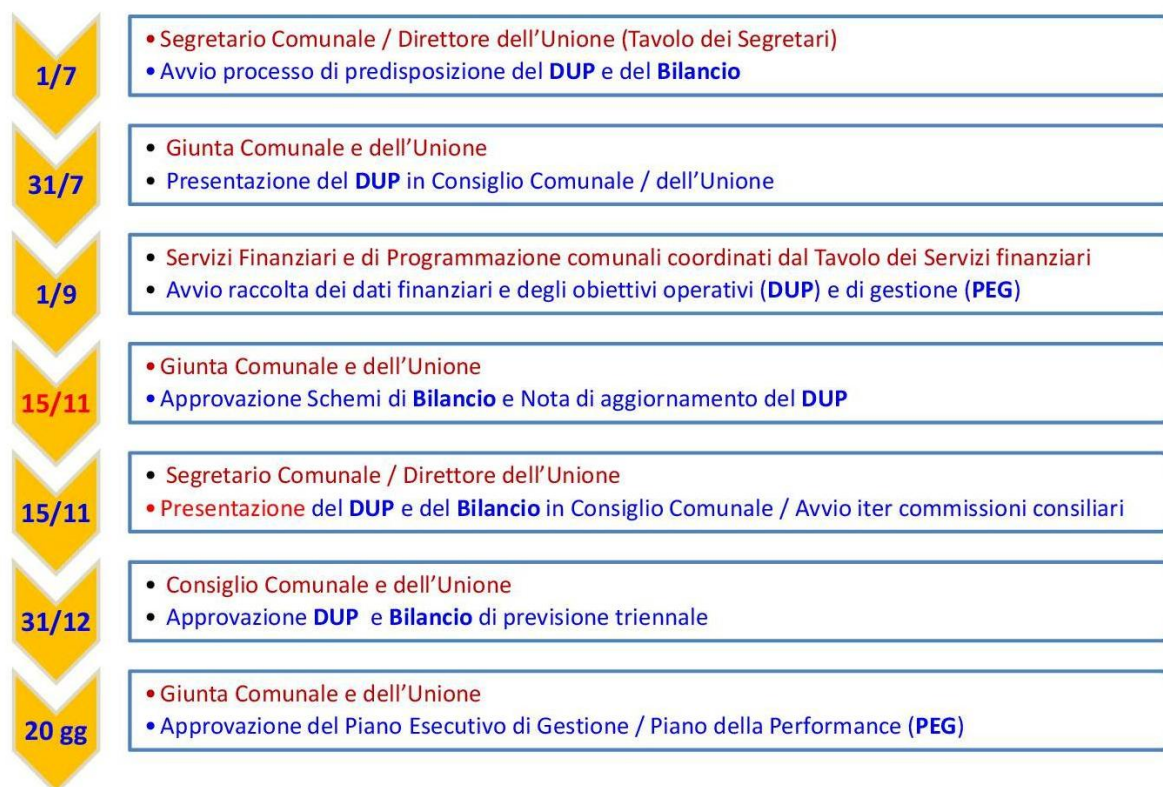 1/7
• Segretario Comunale / Direttore dell'Unione (Tavolo dei Segretari)
• Avvio processo di predisposizione del DUP e del Bilancio
31/7
• Giunta Comunale e dell'Unione
• Presentazione del DUP in Consiglio Comunale / dell'Unione
1/9
• Servizi Finanziari e di Programmazione comunali coordinati dal Tavolo dei Servizi finanziari
• Avvio raccolta dei dati finanziari e degli obiettivi operativi (DUP) e di gestione (PEG)
15/11
• Giunta Comunale e dell'Unione
• Approvazione Schemi di Bilancio e Nota di aggiornamento del DUP
15/11
• Segretario Comunale / Direttore dell'Unione
• Presentazione del DUP e del Bilancio in Consiglio Comunale / Avvio iter commissioni consiliari
31/12
• Consiglio Comunale e dell'Unione
• Approvazione DUP e Bilancio di previsione triennale
20 gg
• Giunta Comunale e dell'Unione
• Approvazione del Piano Esecutivo di Gestione / Piano della Performance (PEG)